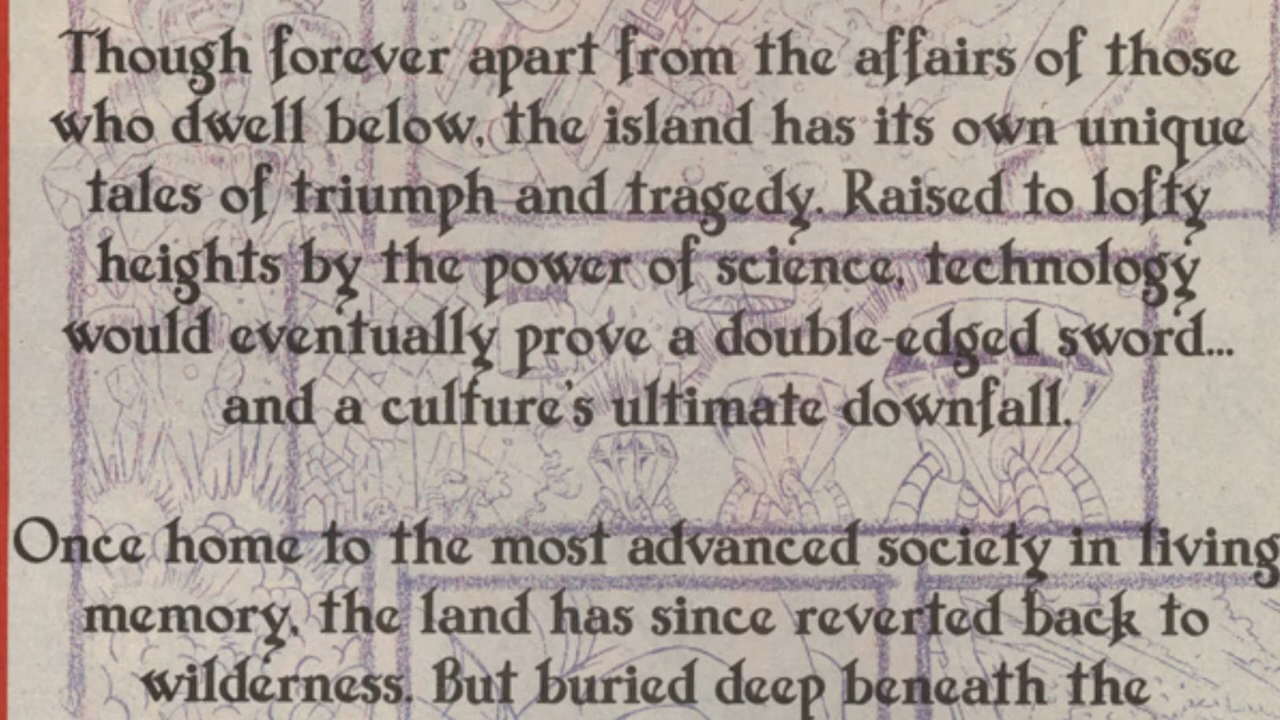 Though forever apart from the affairs of those
who dwell below, the island has its own unique
tales of triumph and tragedy. Raised to lofty
heights by the power of science, technology
would eventually prove a double-edged sword...
and a culture's ultimate downfall.
Once home to the most advanced society in living
memory, the land has since reverted back to
wilderness. But buried deep beneath the